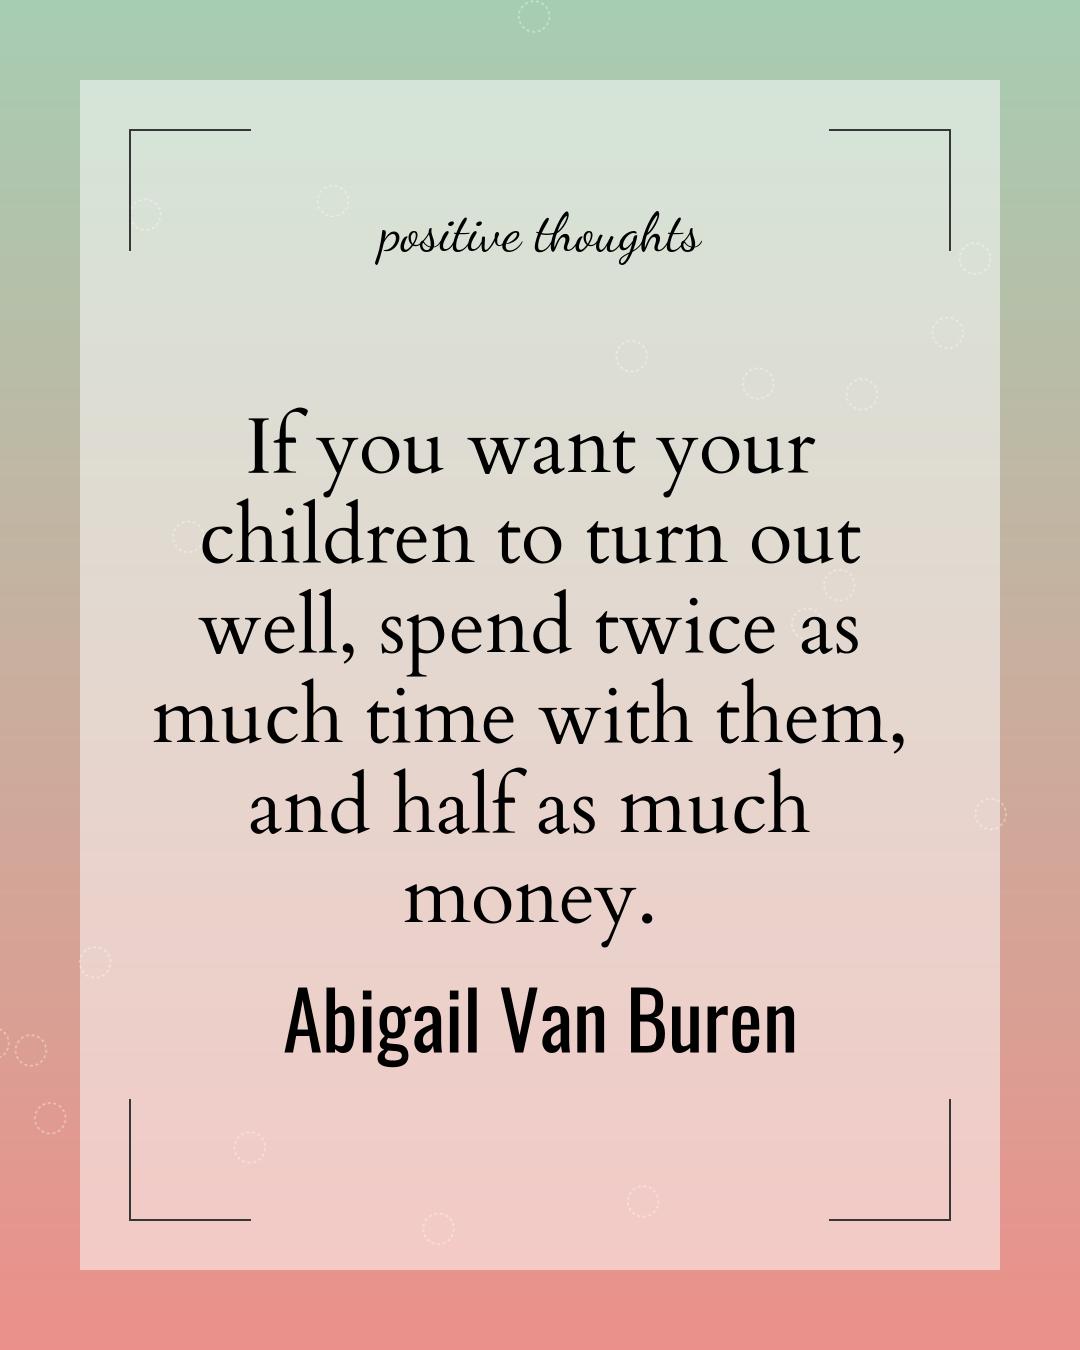 positive thoughts
If you want your
children to turn out
well, spend twice as
much time with them,
and half as much
money.
Abigail Van Buren